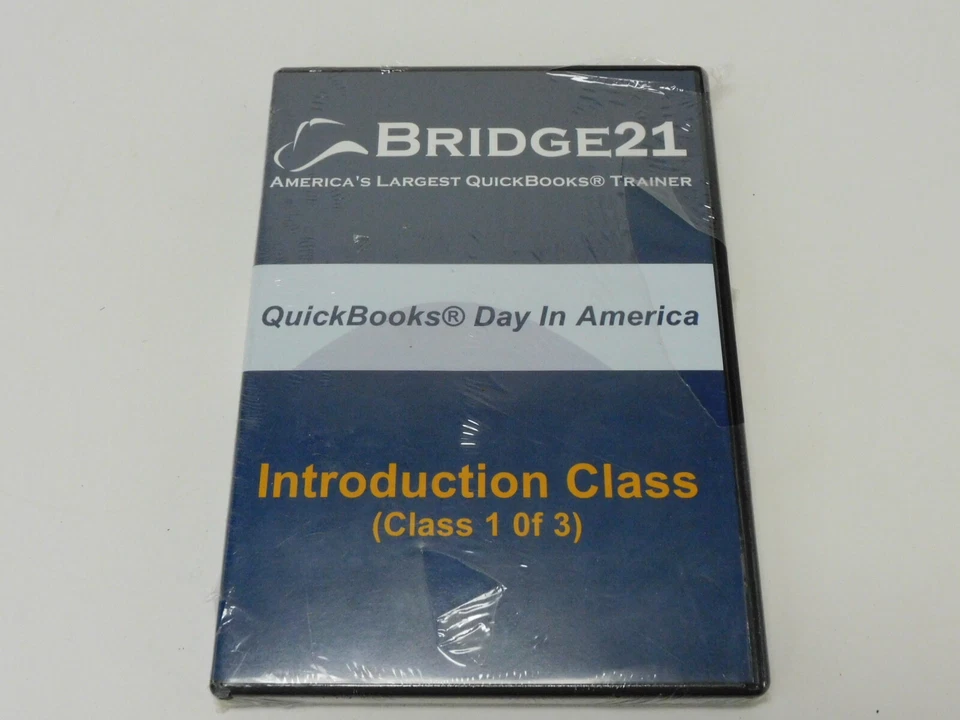 BRIDGE21
AMERICA'S LARGEST QUICKBOOKS® TRAINER
QuickBooks® Day In America
Introduction Class
(Class 1 0f 3)